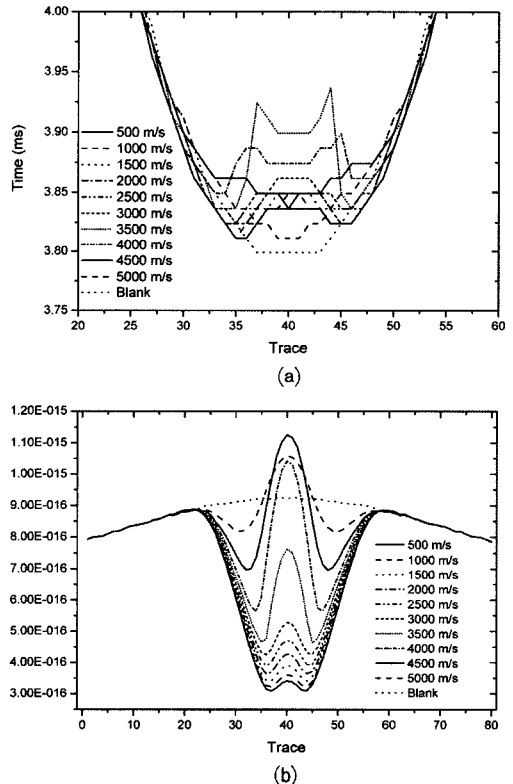 4.00
3.95
3.90
3.85
3.80
3.75
Time (ms)
500 m/s
1000 m/s
1500 m/s
2000 m/s
2500 m/s
3000 m/s
3500 m/s
4000 m/s
4500 m/s
5000 m/s
Blank
20 25 30 35 40 45 50 55 60
Trace
(a)
1.20E-015
1.10E-015
1.00E-015
9.00E-016
8.00E-016
7.00E-016
6.00E-016
5.00E-016
4.00E-016
3.00E-016
500 m/s
1000 m/s
1500 m/s
2000 m/s
2500 m/s
3000 m/s
3500 m/s
4000 m/s
4500 m/s
5000 m/s
Blank
0 10 20 30 40 50 60 70 80
Trace
(b)